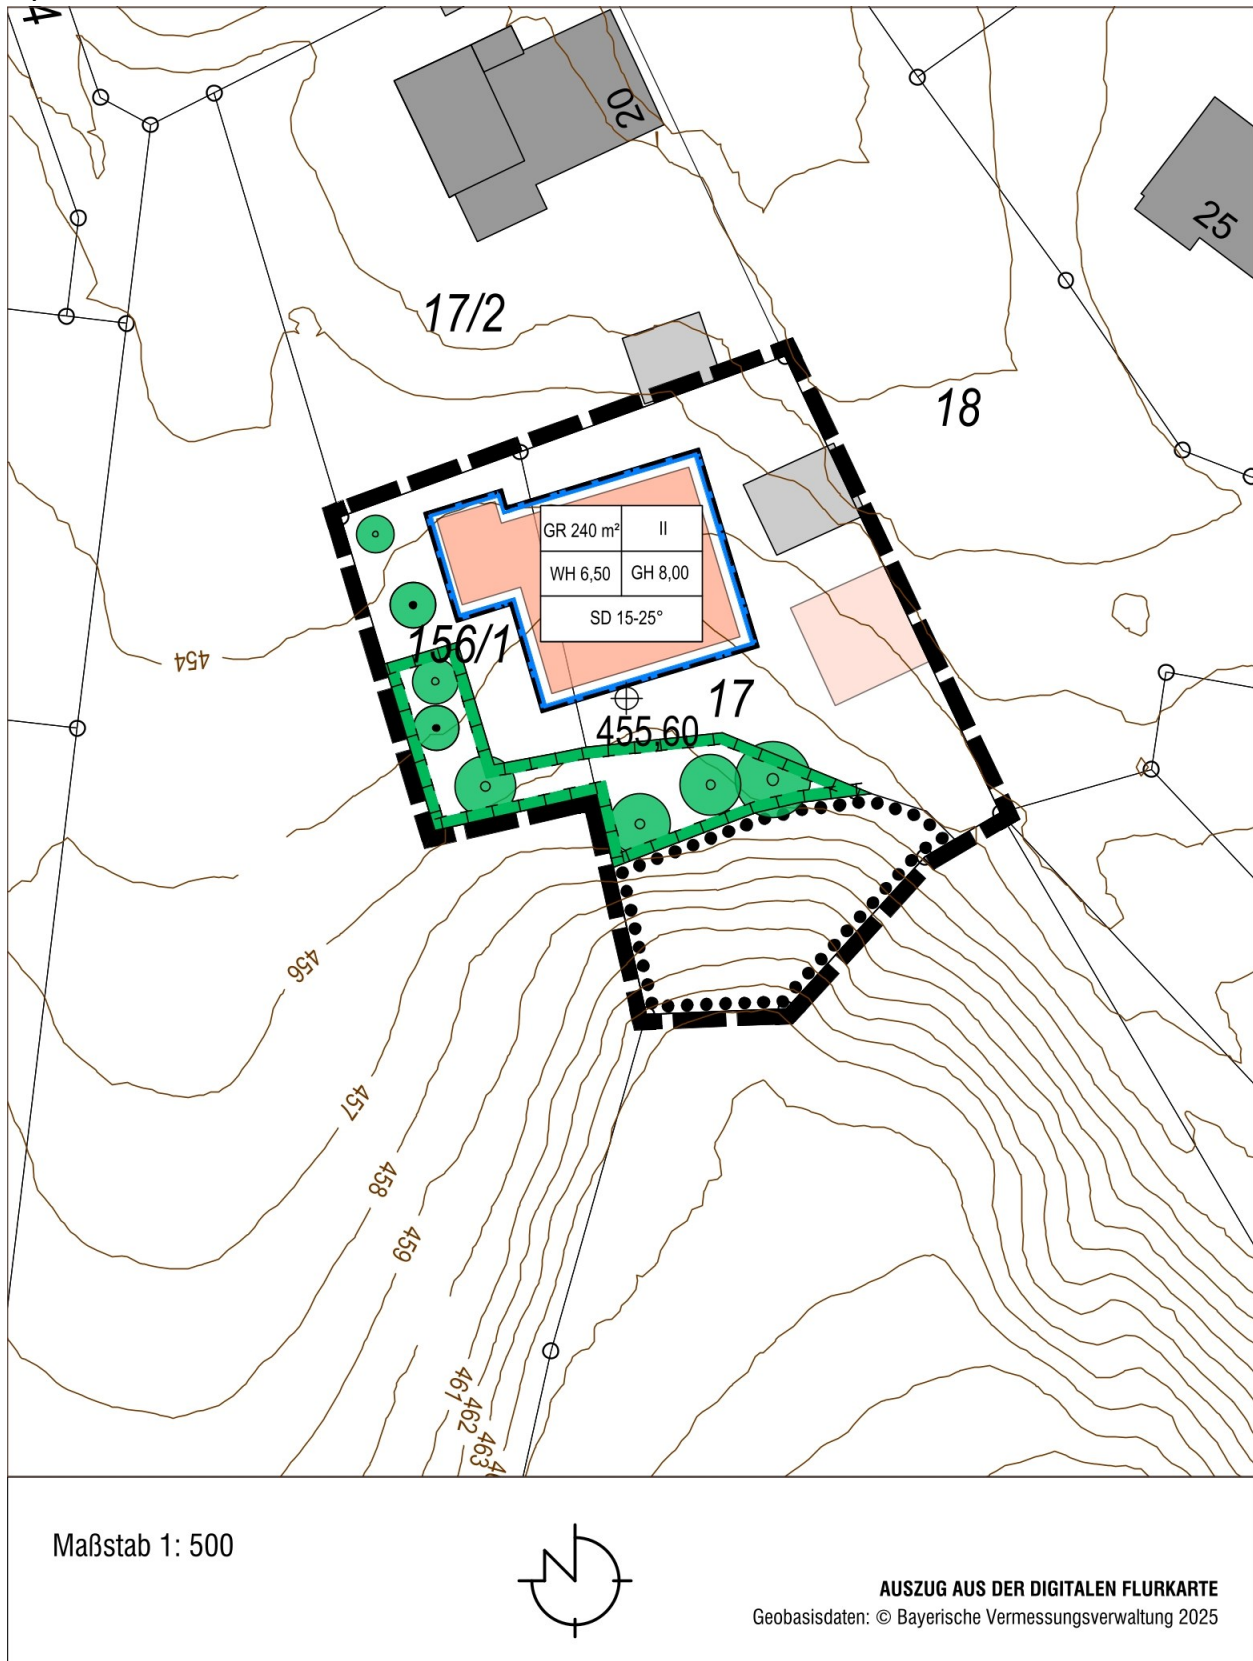 4
20
25
17/2
18
GR 240 m² II
WH 6,50 GH 8,00
SD 15-25°
156/1
454
17
455,60
456
457
458
459
461
462
463
Maßstab 1: 500
N
AUSZUG AUS DER DIGITALEN FLURKARTE
Geobasisdaten: © Bayerische Vermessungsverwaltung 2025